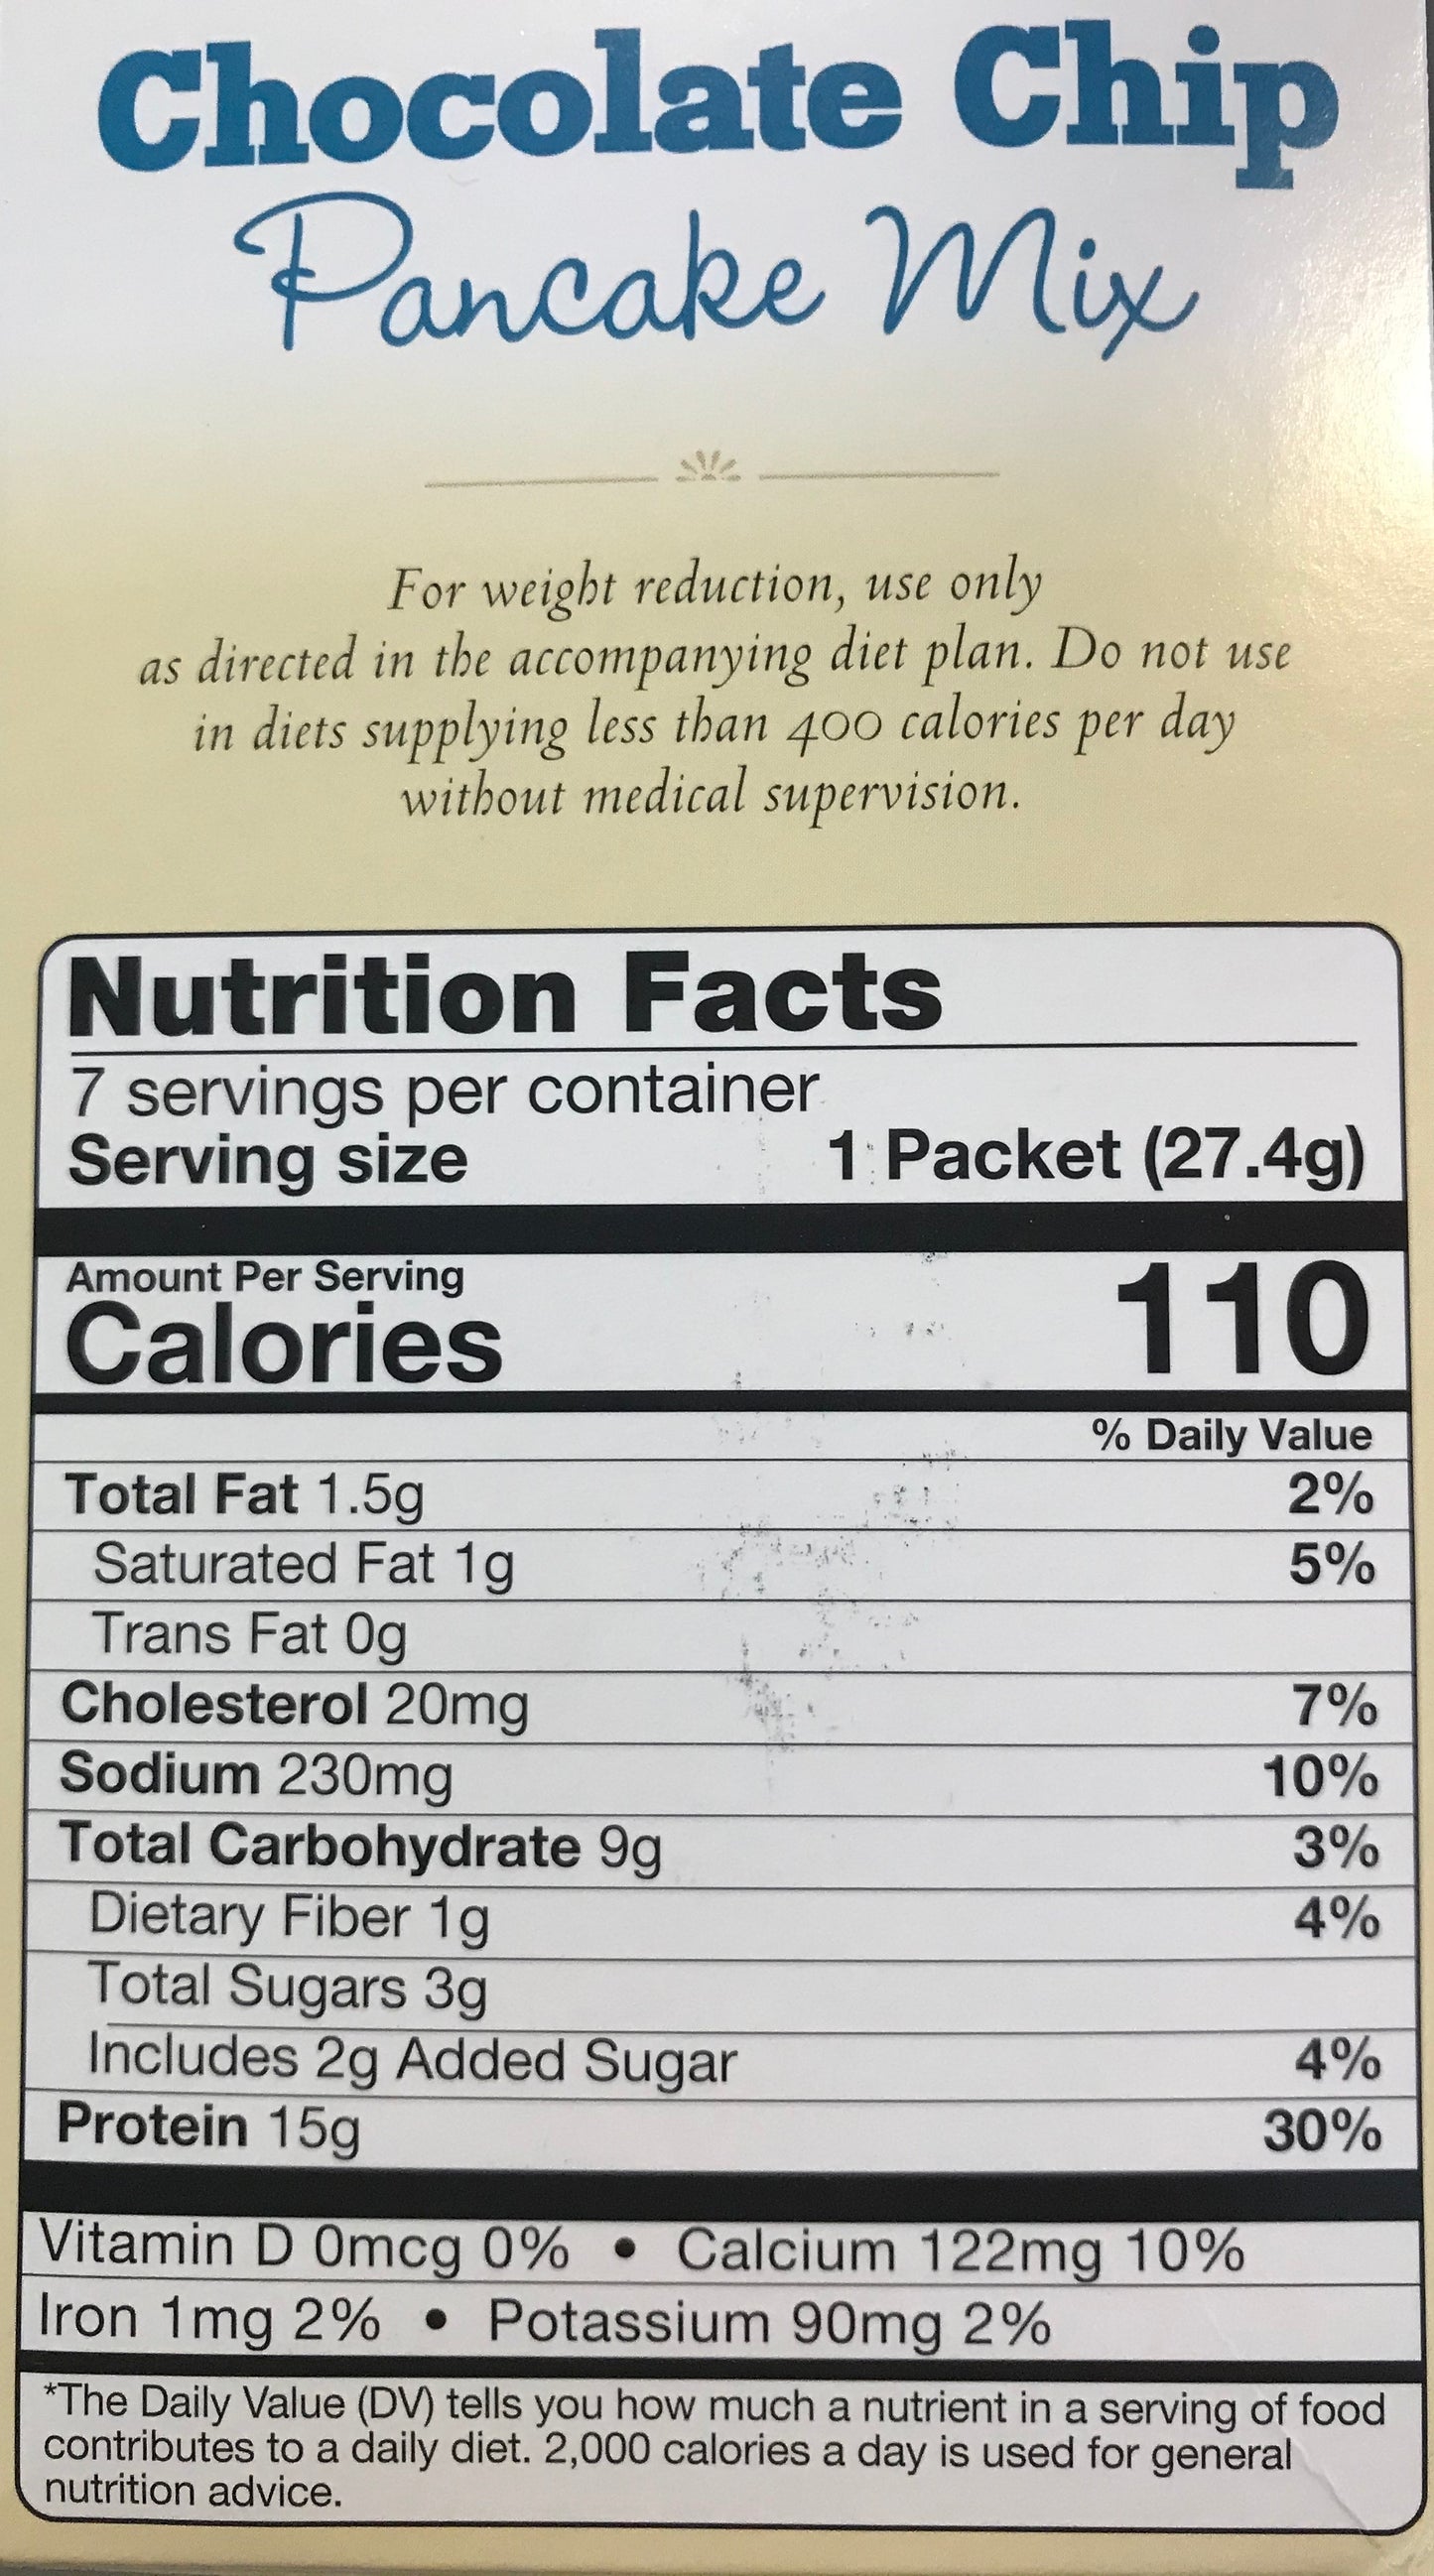 Chocolate Chip
Pancake Mix
For weight reduction, use only
as directed in the accompanying diet plan. Do not use
in diets supplying less than 400 calories per day
without medical supervision.
Nutrition Facts
7 servings per container
Serving size 1 Packet (27.4g)
Amount Per Serving
Calories 110
% Daily Value
Total Fat 1.5g 2%
Saturated Fat 1g 5%
Trans Fat 0g
Cholesterol 20mg 7%
Sodium 230mg 10%
Total Carbohydrate 9g 3%
Dietary Fiber 1g 4%
Total Sugars 3g
Includes 2g Added Sugar 4%
Protein 15g 30%
Vitamin D 0mcg 0% • Calcium 122mg 10%
Iron 1mg 2% • Potassium 90mg 2%
*The Daily Value (DV) tells you how much a nutrient in a serving of food
contributes to a daily diet. 2,000 calories a day is used for general
nutrition advice.